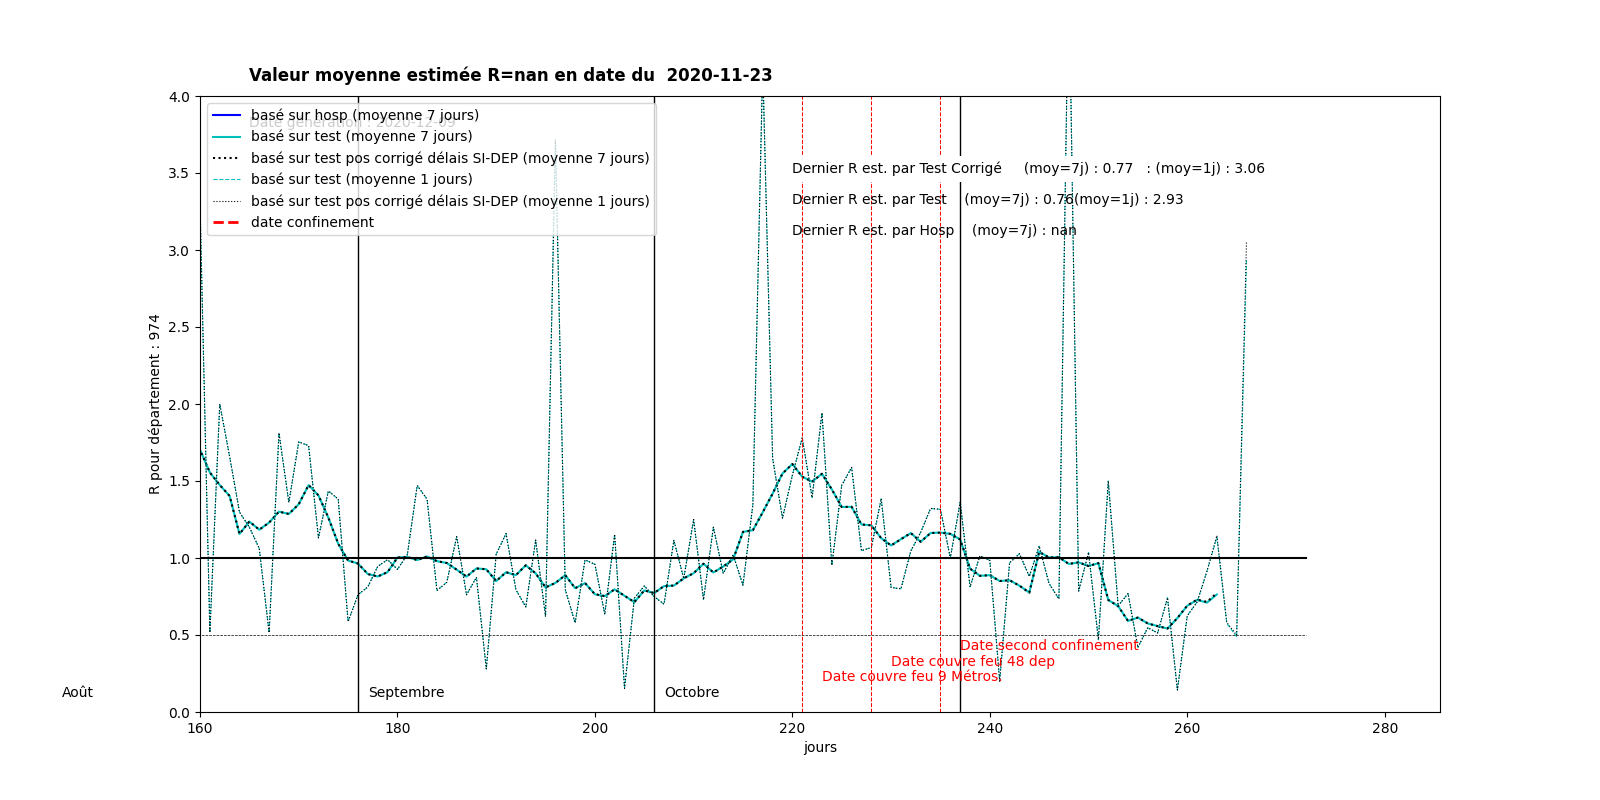 Valeur moyenne estimée R=nan en date du  2020-11-23
Date génération : 2020-12-09
basé sur hosp (moyenne 7 jours)
basé sur test (moyenne 7 jours)
basé sur test pos corrigé délais SI-DEP (moyenne 7 jours)
basé sur test (moyenne 1 jours)
basé sur test pos corrigé délais SI-DEP (moyenne 1 jours)
date confinement
Dernier R est. par Test Corrigé     (moy=7j) : 0.77   : (moy=1j) : 3.06
Dernier R est. par Test    (moy=7j) : 0.76(moy=1j) : 2.93
Dernier R est. par Hosp    (moy=7j) : nan
4.0
3.5
3.0
2.5
2.0
1.5
1.0
0.5
0.0
R pour département : 974
Date second confinement
Date couvre feu 48 dep
Date couvre feu 9 Métros
Août
Septembre
Octobre
160
180
200
220
240
260
280
jours